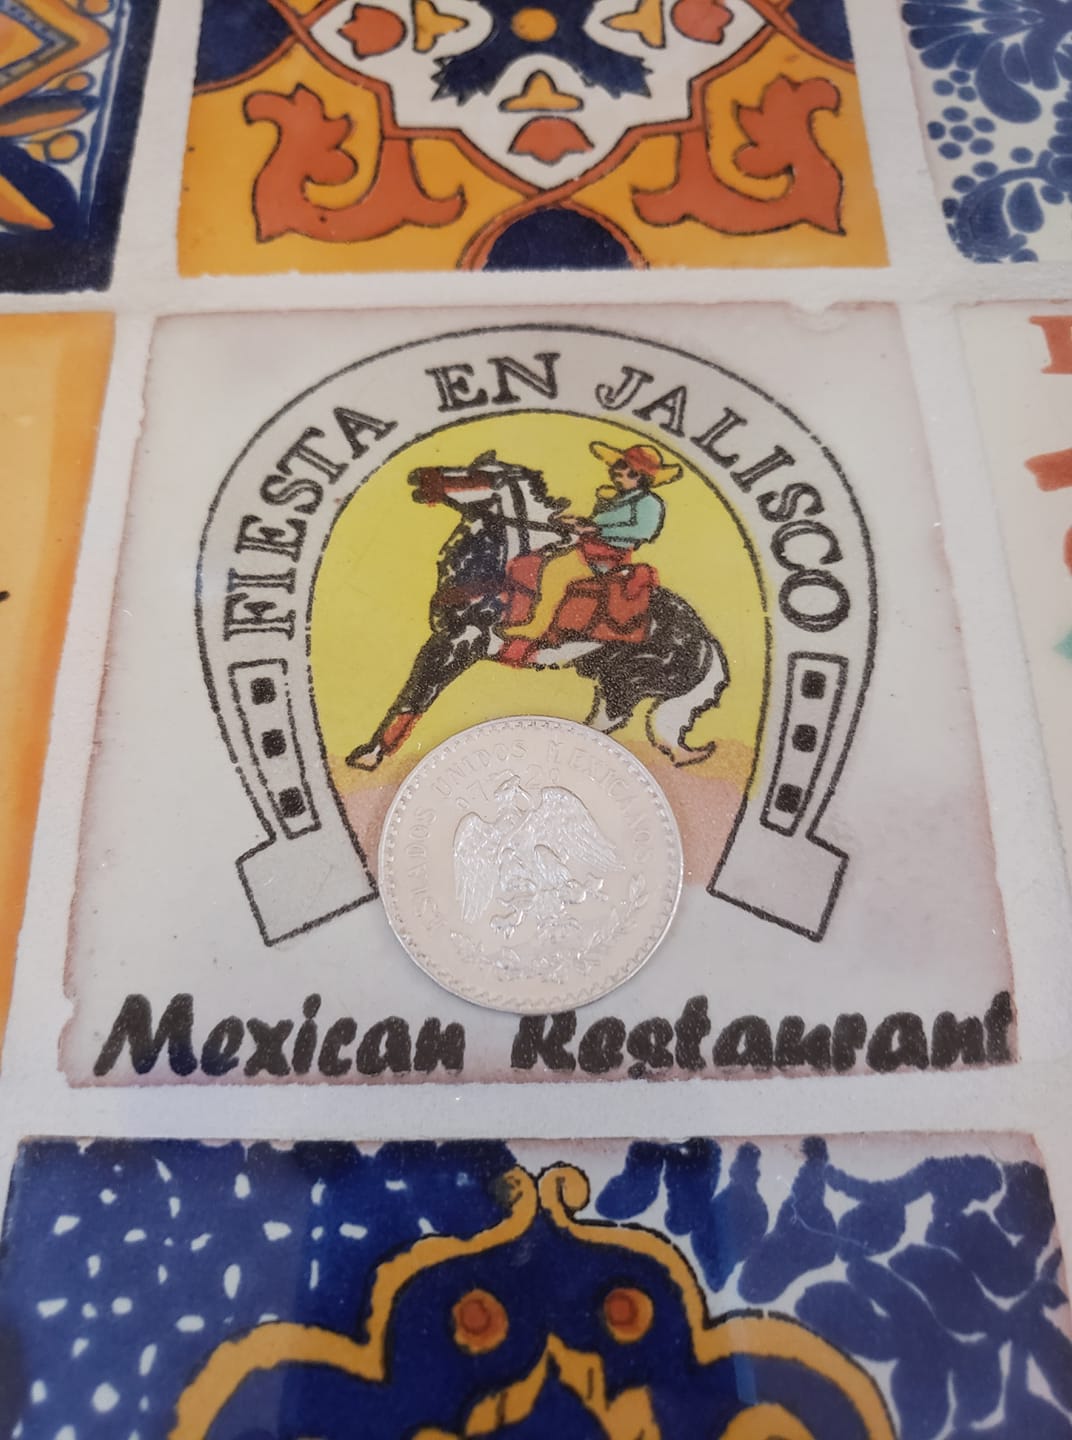 FIESTA EN JALISCO
ESTADOS UNIDOS MEXICANOS
Mexican Restaurant